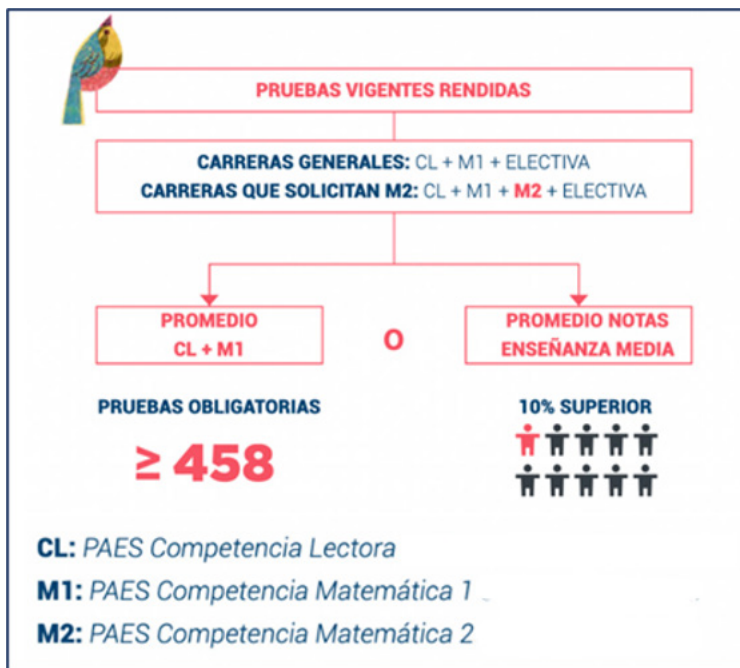 PRUEBAS VIGENTES RENDIDAS
CARRERAS GENERALES: CL + M1 + ELECTIVA
CARRERAS QUE SOLICITAN M2: CL + M1 + M2 + ELECTIVA
PROMEDIO
CL + M1
O
PROMEDIO NOTAS
ENSEÑANZA MEDIA
PRUEBAS OBLIGATORIAS
≥ 458
10% SUPERIOR
CL: PAES Competencia Lectora
M1: PAES Competencia Matemática 1
M2: PAES Competencia Matemática 2